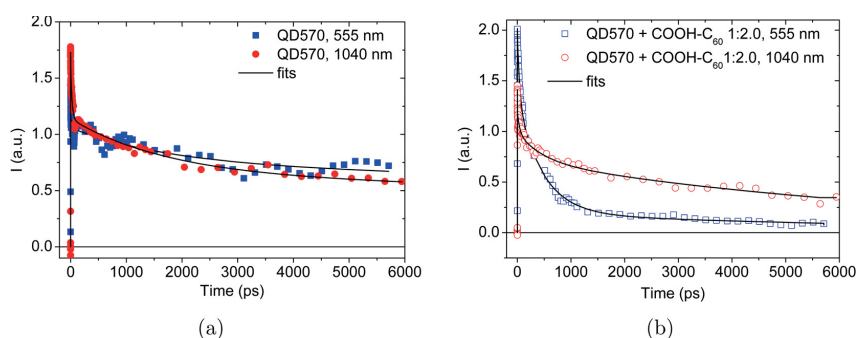 2.0
1.5
1.0
0.5
0.0
I (a.u.)
QD570, 555 nm
QD570, 1040 nm
fits
0 1000 2000 3000 4000 5000 6000
Time (ps)
(a)
2.0
1.5
1.0
0.5
0.0
I (a.u.)
QD570 + COOH-C₆₀ 1:2.0, 555 nm
QD570 + COOH-C₆₀1:2.0, 1040 nm
fits
0 1000 2000 3000 4000 5000 6000
Time (ps)
(b)